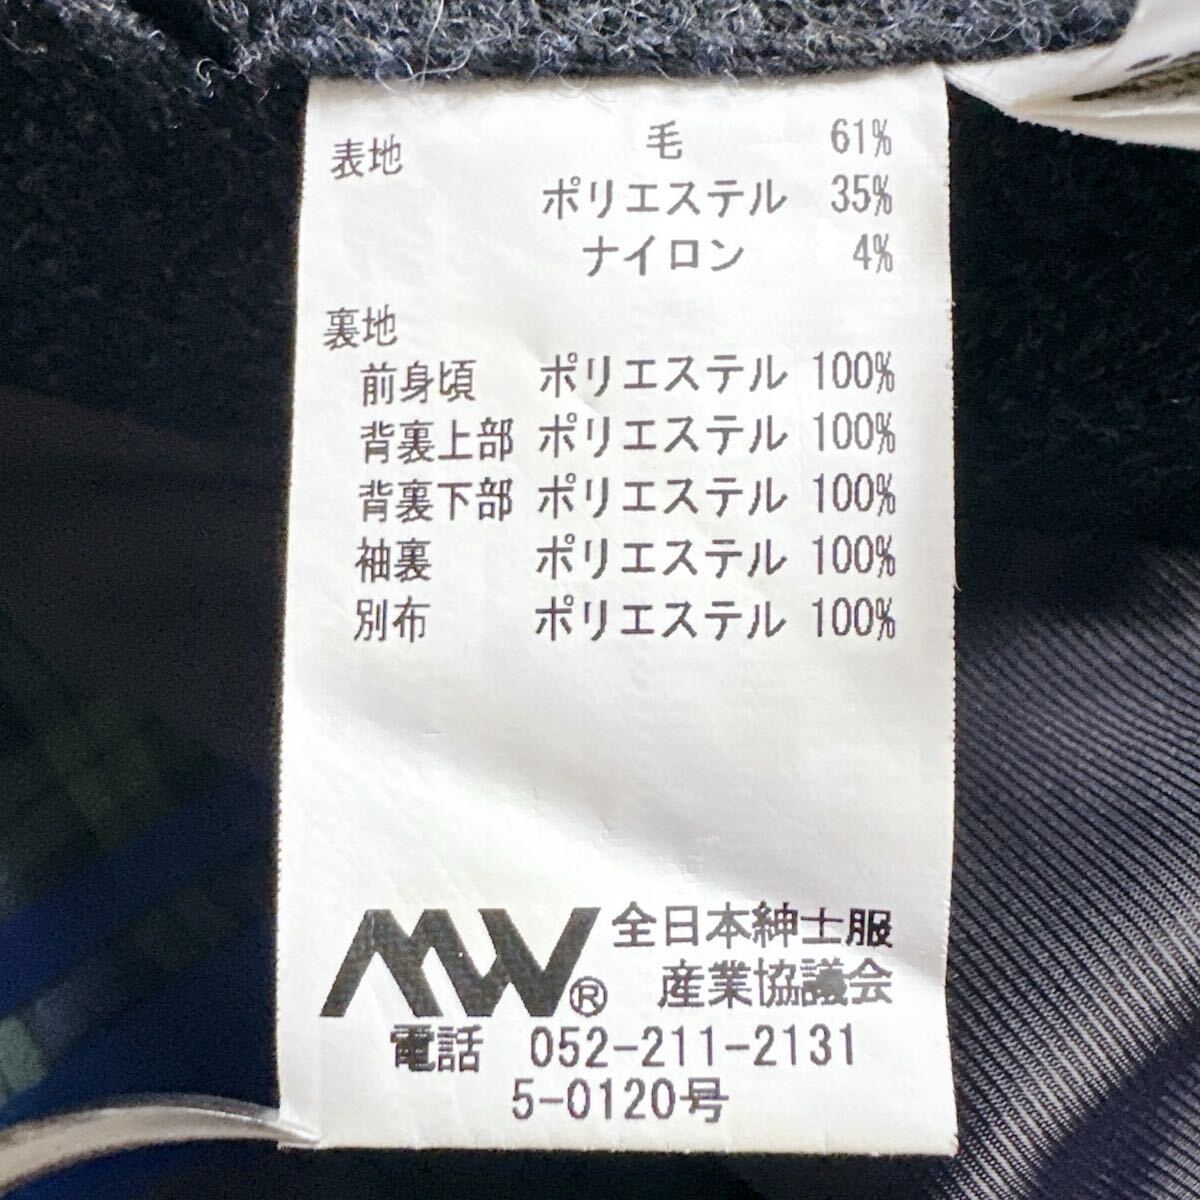 表地 毛 61%
ポリエステル 35%
ナイロン 4%
裏地
前身頃 ポリエステル 100%
背裏上部 ポリエステル 100%
背裏下部 ポリエステル 100%
袖裏 ポリエステル 100%
別布 ポリエステル 100%
MW® 全日本紳士服
産業協議会
電話 052-211-2131
5-0120号